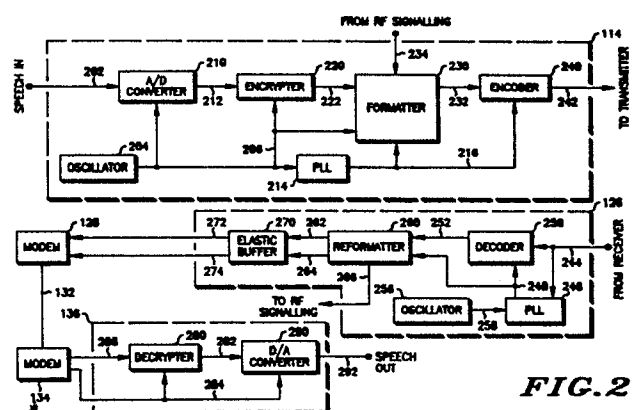 FROM RF SIGNALLING
234
114
SPEECH IN
202
A/D CONVERTER
210
212
ENCRYPTER
220
222
FORMATTER
230
232
ENCODER
240
242
TO TRANSMITTER
OSCILLATOR
204
206
PLL
214
216
126
MODEM
128
272
274
ELASTIC BUFFER
270
262
264
REFORMATTER
260
266
252
DECODER
250
244
FROM RECEIVER
248
OSCILLATOR
256
258
PLL
246
TO RF SIGNALLING
132
136
MODEM
134
DECRYPTER
280
282
284
D/A CONVERTER
290
292
SPEECH OUT
FIG.2